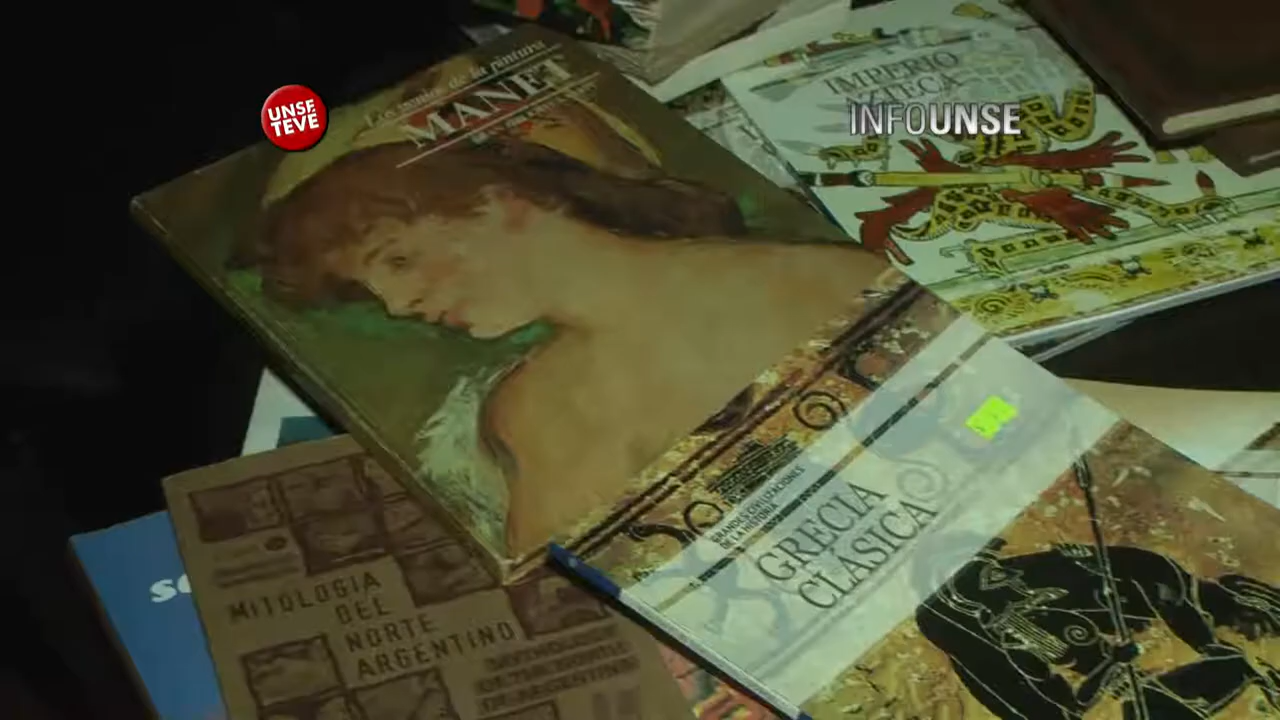 Los genios de la pintura
MANET
UNSE
TEVE
IMPERIO
AZTECA
INFOUNSE
GRANDES CIVILIZACIONES
DE LA HISTORIA
GRECIA
CLÁSICA
MITOLOGIA
DEL
NORTE
ARGENTINO